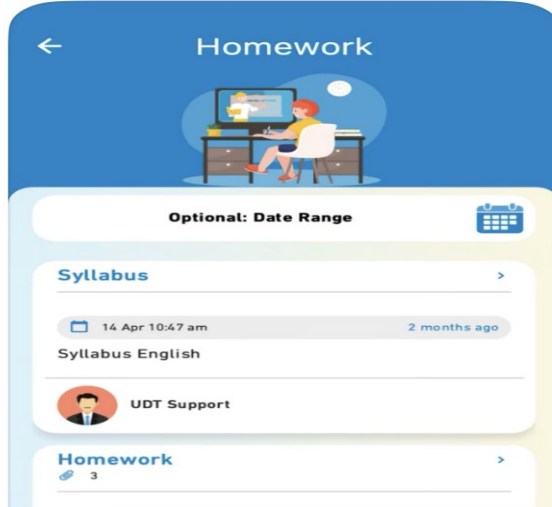 Homework
Optional: Date Range
Syllabus >
14 Apr 10:47 am 2 months ago
Syllabus English
UDT Support
Homework >
3